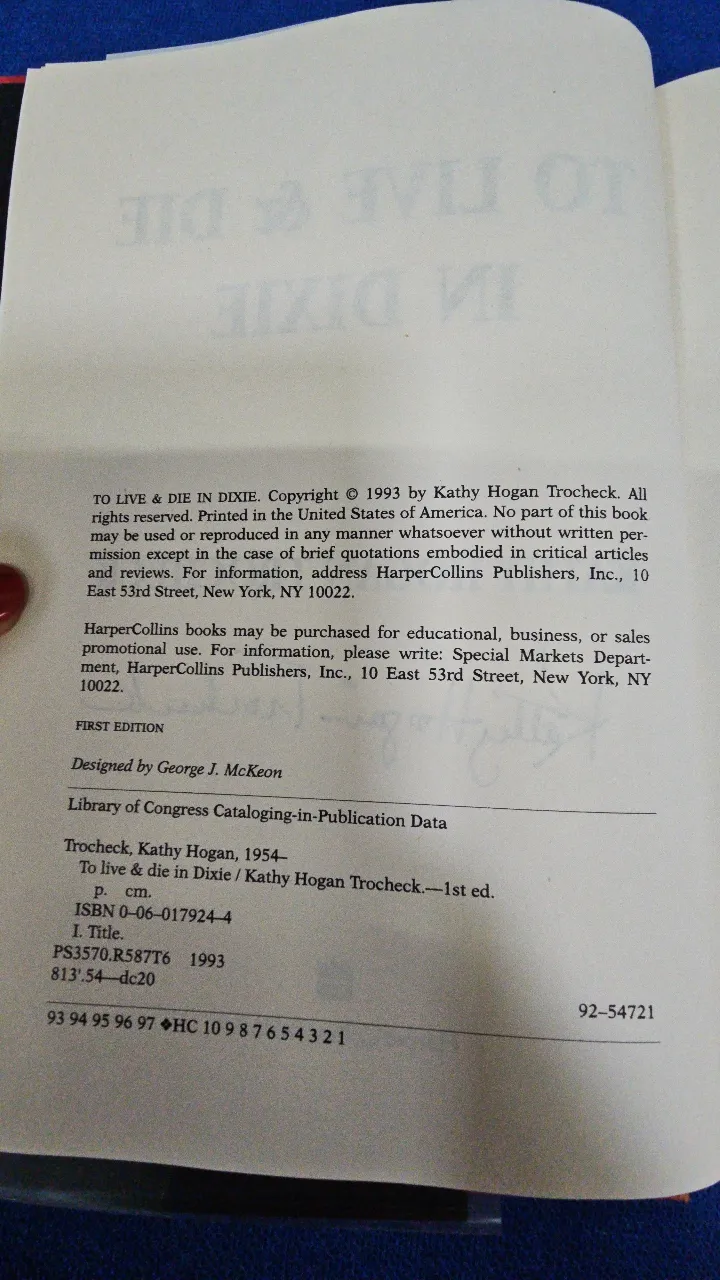 TO LIVE & DIE
IN DIXIE
TO LIVE & DIE IN DIXIE. Copyright © 1993 by Kathy Hogan Trocheck. All
rights reserved. Printed in the United States of America. No part of this book
may be used or reproduced in any manner whatsoever without written per-
mission except in the case of brief quotations embodied in critical articles
and reviews. For information, address HarperCollins Publishers, Inc., 10
East 53rd Street, New York, NY 10022.
HarperCollins books may be purchased for educational, business, or sales
promotional use. For information, please write: Special Markets Depart-
ment, HarperCollins Publishers, Inc., 10 East 53rd Street, New York, NY
10022.
FIRST EDITION
Designed by George J. McKeon
Library of Congress Cataloging-in-Publication Data
Trocheck, Kathy Hogan, 1954–
To live & die in Dixie / Kathy Hogan Trocheck.—1st ed.
p. cm.
ISBN 0–06–017924–4
I. Title.
PS3570.R587T6 1993
813'.54—dc20
92–54721
93 94 95 96 97 ❖HC 10 9 8 7 6 5 4 3 2 1